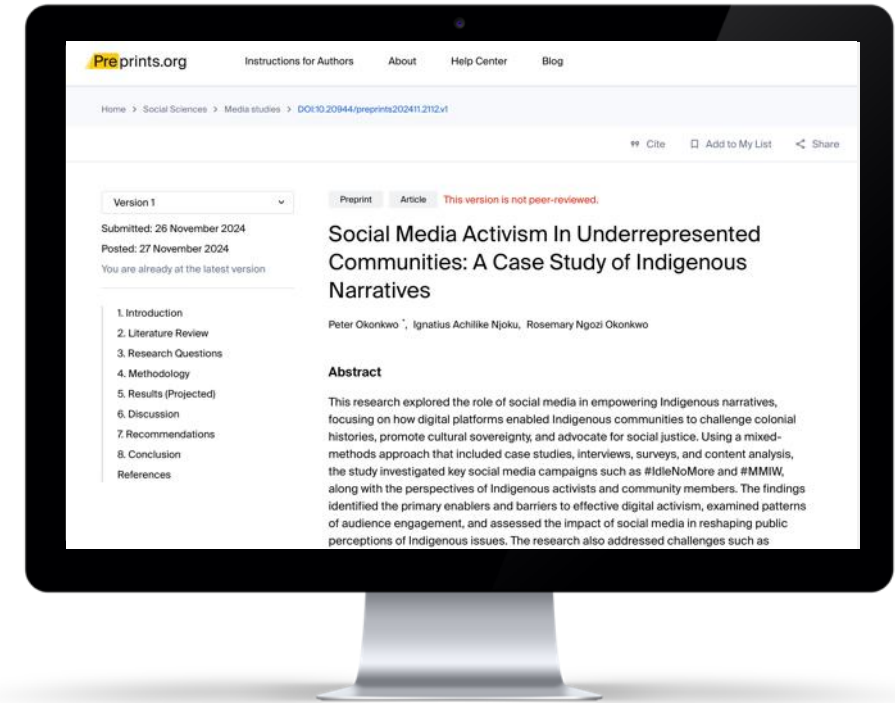 Preprints.org Instructions for Authors About Help Center Blog
Home > Social Sciences > Media studies > DOI:10.20944/preprints202411.2112.v1
Cite Add to My List Share
Version 1
Submitted: 26 November 2024
Posted: 27 November 2024
You are already at the latest version
1. Introduction
2. Literature Review
3. Research Questions
4. Methodology
5. Results (Projected)
6. Discussion
7. Recommendations
8. Conclusion
References
Preprint Article This version is not peer-reviewed.
Social Media Activism In Underrepresented
Communities: A Case Study of Indigenous
Narratives
Peter Okonkwo *, Ignatius Achilike Njoku, Rosemary Ngozi Okonkwo
Abstract
This research explored the role of social media in empowering Indigenous narratives,
focusing on how digital platforms enabled Indigenous communities to challenge colonial
histories, promote cultural sovereignty, and advocate for social justice. Using a mixed-
methods approach that included case studies, interviews, surveys, and content analysis,
the study investigated key social media campaigns such as #IdleNoMore and #MMIW,
along with the perspectives of Indigenous activists and community members. The findings
identified the primary enablers and barriers to effective digital activism, examined patterns
of audience engagement, and assessed the impact of social media in reshaping public
perceptions of Indigenous issues. The research also addressed challenges such as